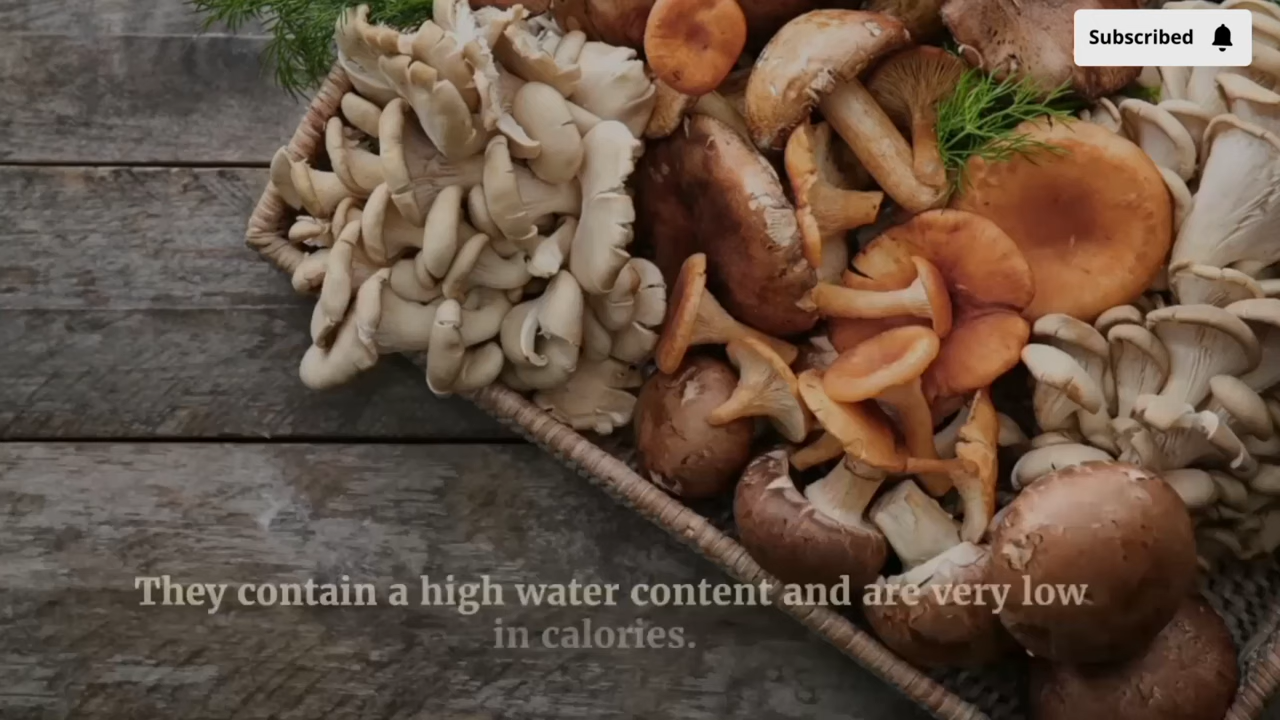 Subscribed
They contain a high water content and are very low
in calories.